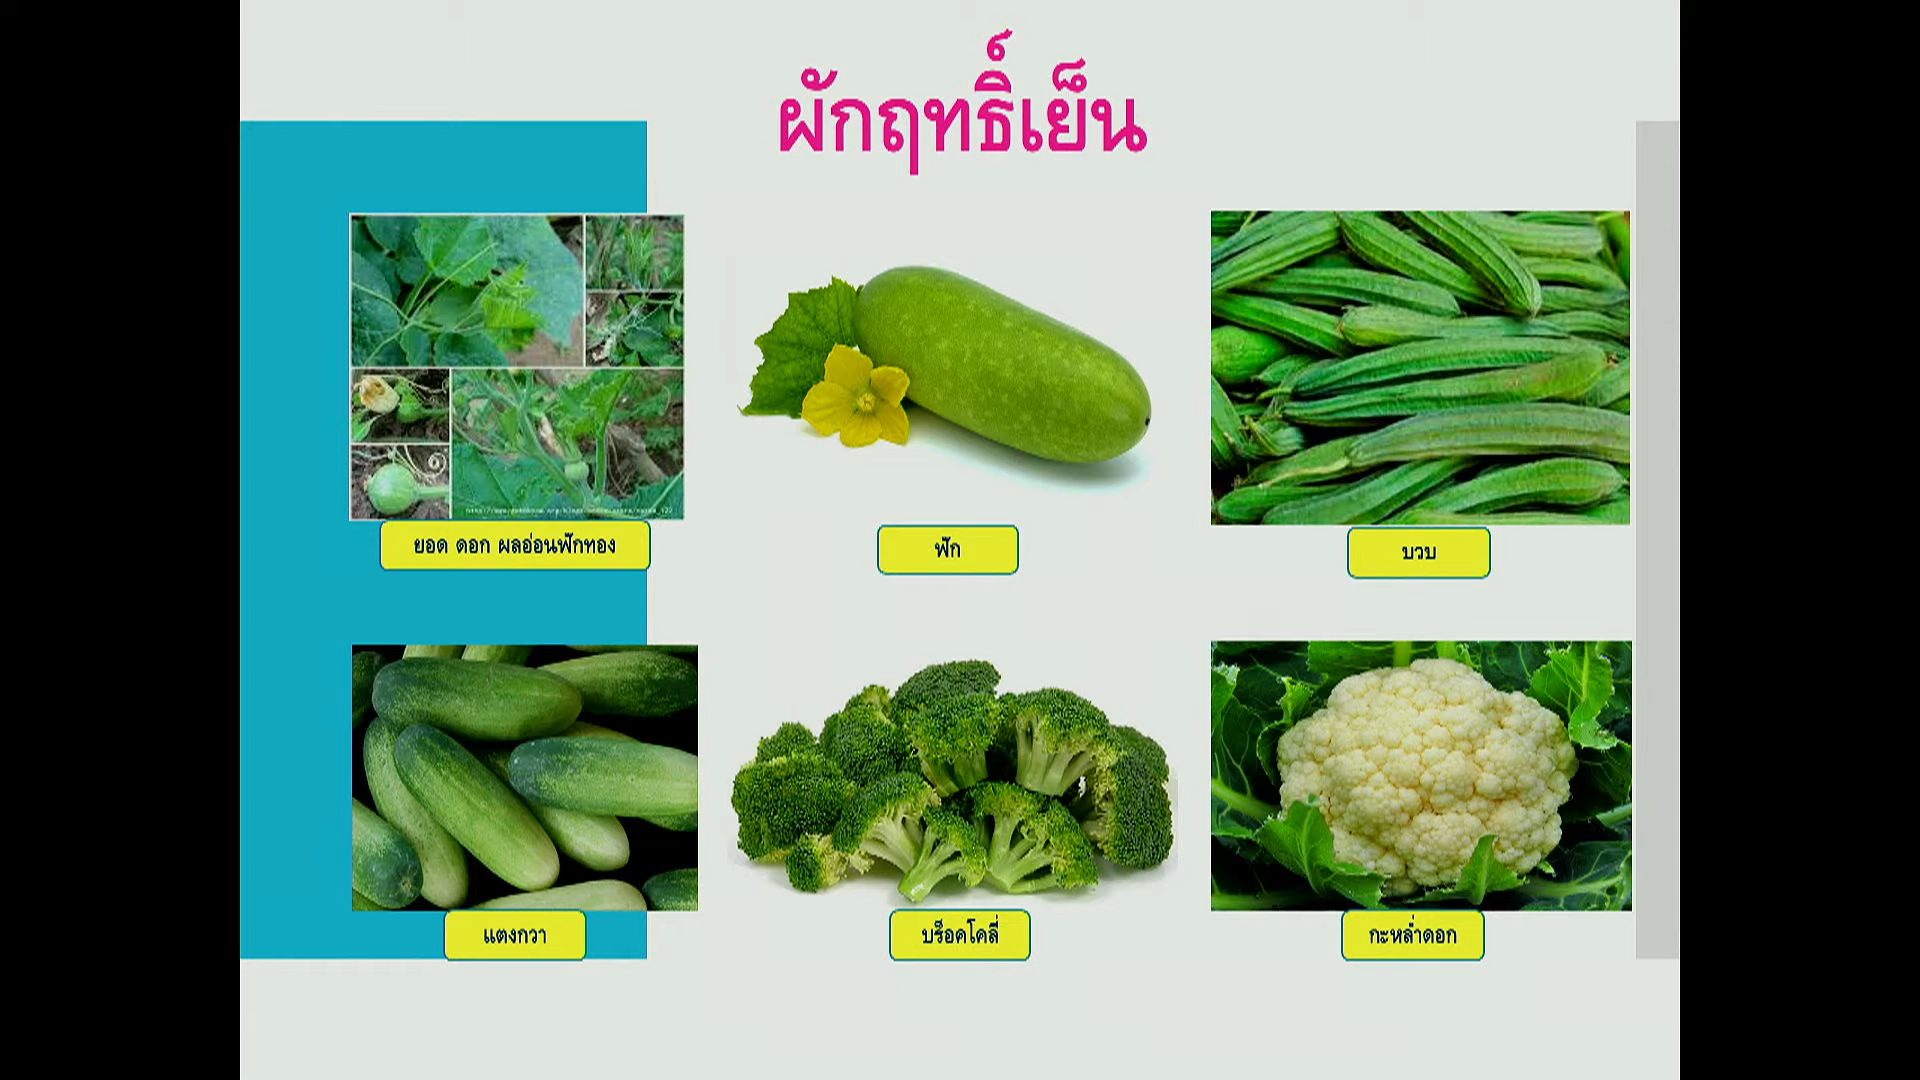 ผักฤทธิ์เย็น
ยอด ดอก ผลอ่อนฟักทอง
ฟัก
บวบ
แตงกวา
บร็อคโคลี่
กะหล่ำดอก